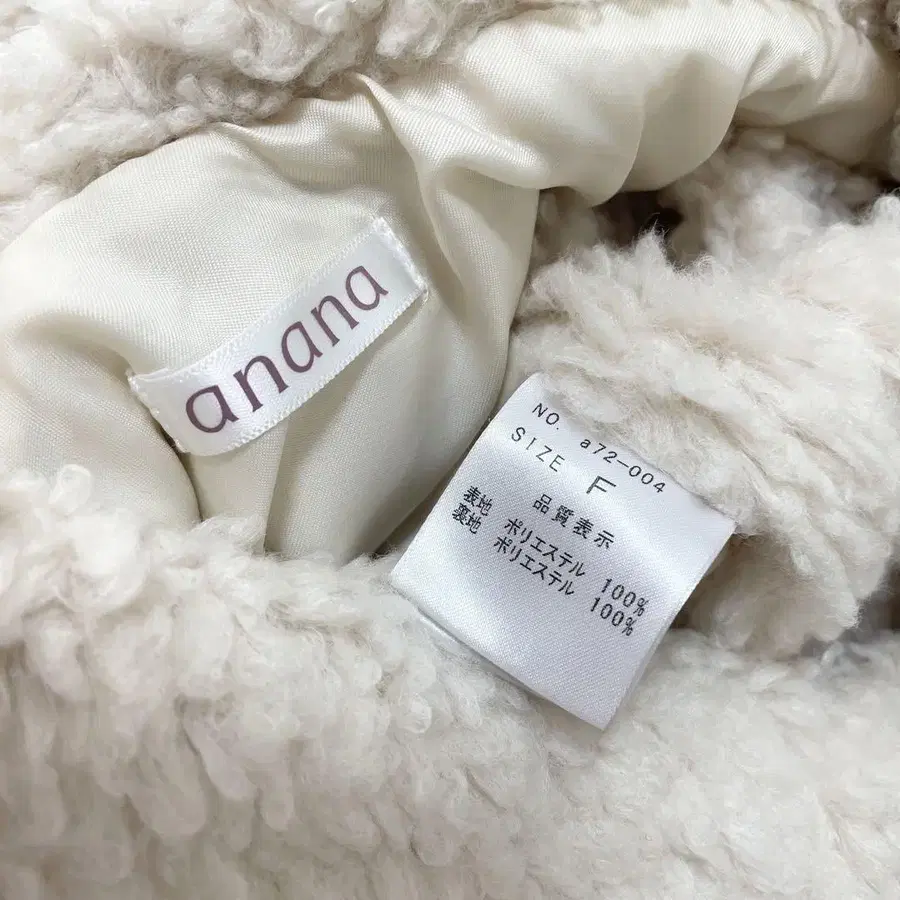 anana
NO. a72-004
SIZE F
品質表示
表地 ポリエステル 100%
裏地 ポリエステル 100%